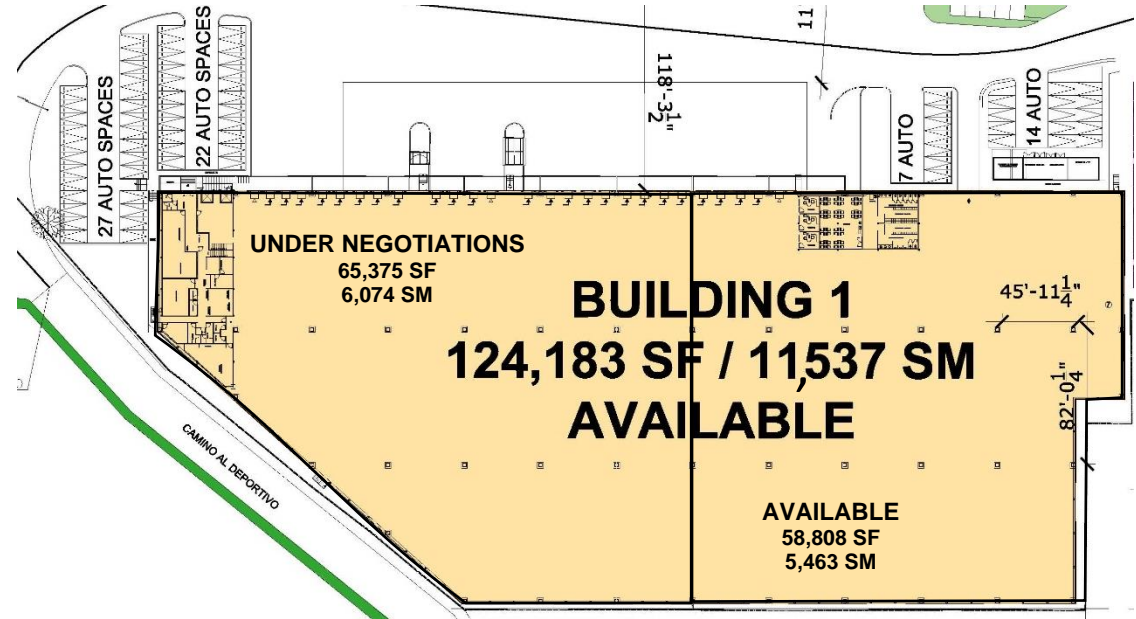 27 AUTO SPACES
22 AUTO SPACES
118'-3 1/2"
11
7 AUTO
14 AUTO
UNDER NEGOTIATIONS
65,375 SF
6,074 SM
BUILDING 1
124,183 SF / 11,537 SM
AVAILABLE
45'-11 1/4"
82'-0 1/4"
CAMINO AL DEPORTIVO
AVAILABLE
58,808 SF
5,463 SM